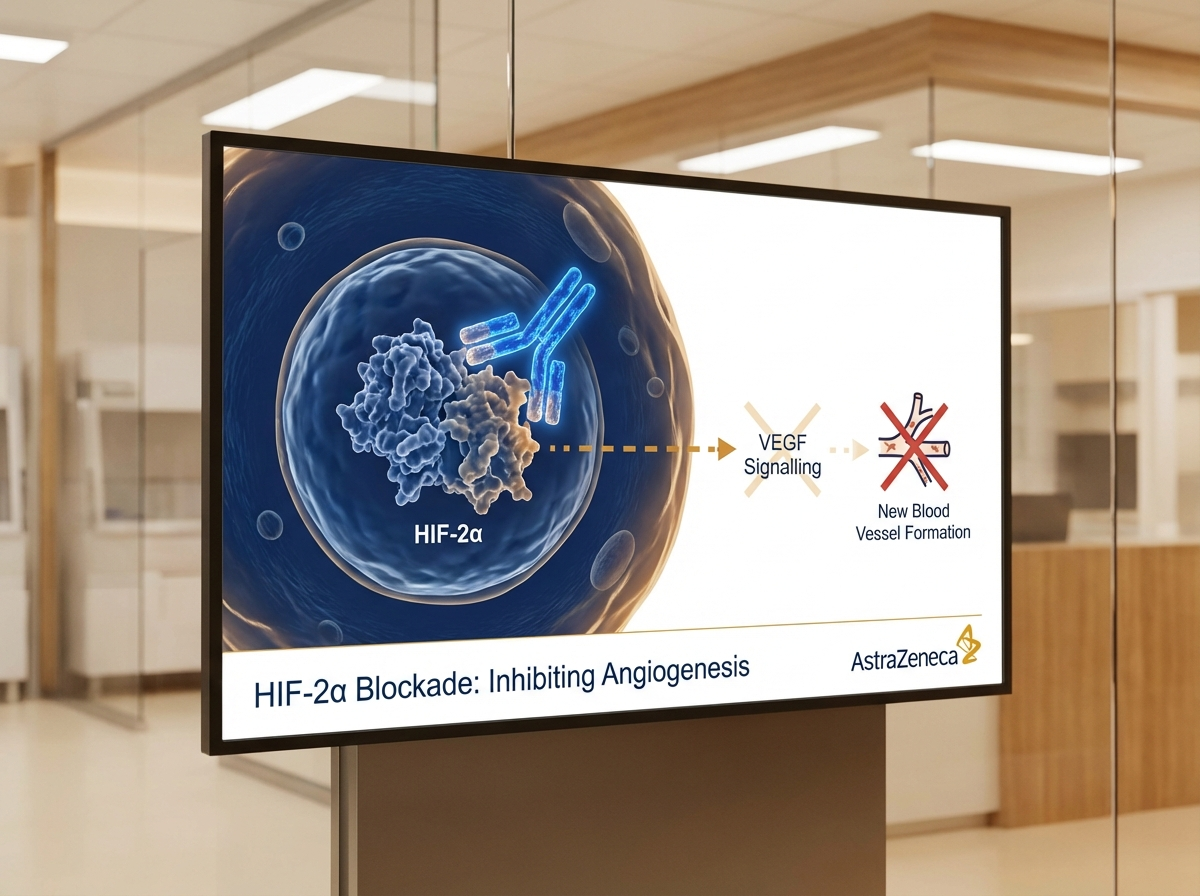 HIF-2α
VEGF
Signalling
New Blood
Vessel Formation
HIF-2α Blockade: Inhibiting Angiogenesis
AstraZeneca